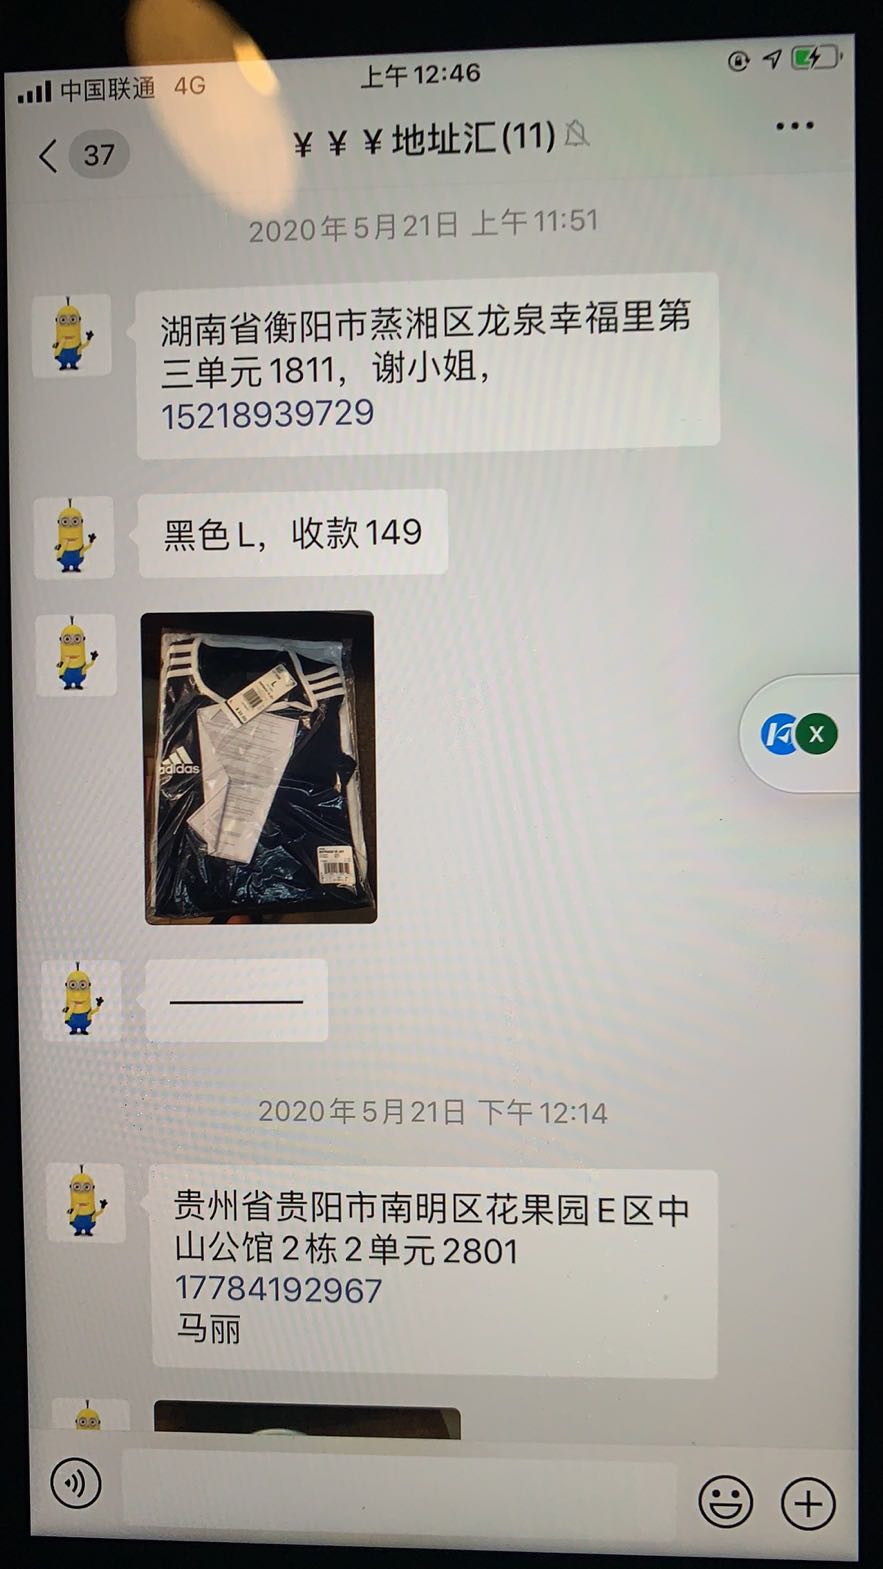 中国联通 4G
上午12:46
37
¥ ¥ ¥地址汇(11)
2020年5月21日 上午11:51
湖南省衡阳市蒸湘区龙泉幸福里第
三单元1811，谢小姐，
15218939729
黑色L，收款149
L
adidas
X
2020年5月21日 下午12:14
贵州省贵阳市南明区花果园E区中
山公馆2栋2单元2801
17784192967
马丽